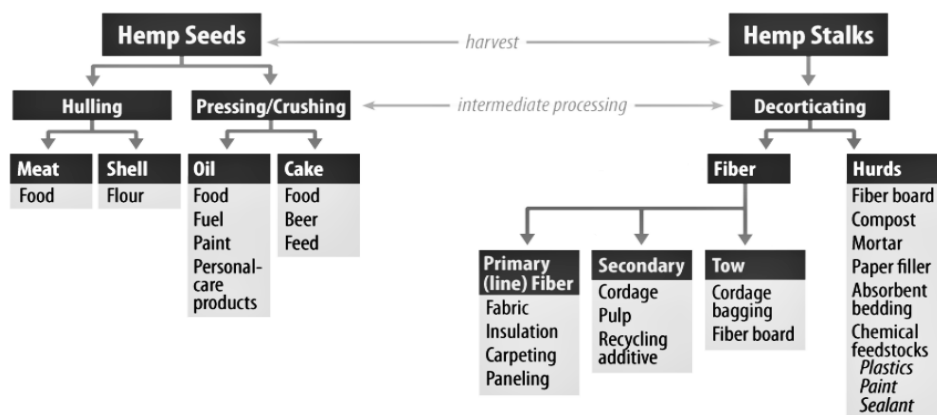 Hemp Seeds
harvest
Hemp Stalks
Hulling
Pressing/Crushing
intermediate processing
Decorticating
Meat
Food
Shell
Flour
Oil
Food
Fuel
Paint
Personal-
care
products
Cake
Food
Beer
Feed
Fiber
Primary
(line) Fiber
Fabric
Insulation
Carpeting
Paneling
Secondary
Cordage
Pulp
Recycling
additive
Tow
Cordage
bagging
Fiber board
Hurds
Fiber board
Compost
Mortar
Paper filler
Absorbent
bedding
Chemical
feedstocks
Plastics
Paint
Sealant